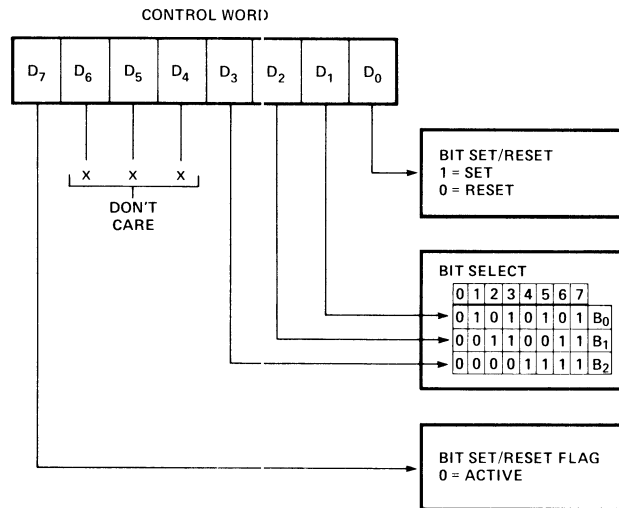 CONTROL WORD
D7 D6 D5 D4 D3 D2 D1 D0
x x x
DON'T
CARE
BIT SET/RESET
1 = SET
0 = RESET
BIT SELECT
0 1 2 3 4 5 6 7
0 1 0 1 0 1 0 1 B0
0 0 1 1 0 0 1 1 B1
0 0 0 0 1 1 1 1 B2
BIT SET/RESET FLAG
0 = ACTIVE